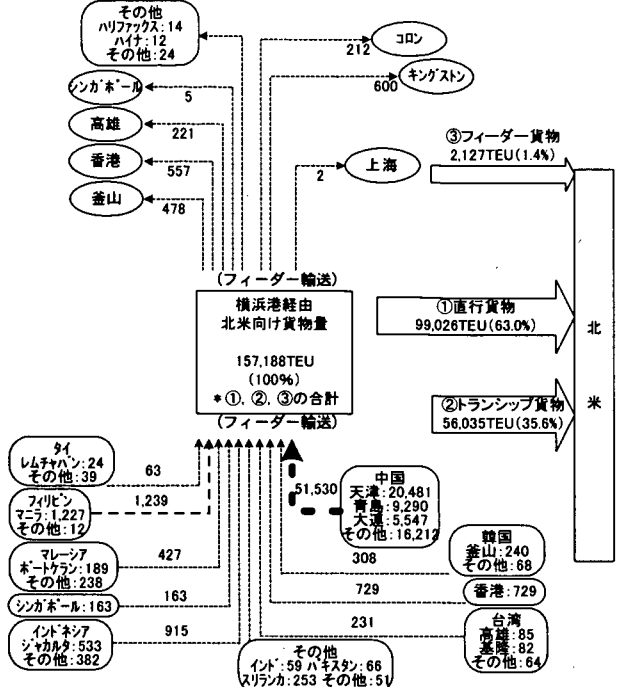 その他
ハリファックス:14
ハイナ:12
その他:24
シンガポール
5
高雄
221
香港
557
釜山
478
コロン
212
キングストン
600
上海
2
③フィーダー貨物
2,127TEU(1.4%)
(フィーダー輸送)
横浜港経由
北米向け貨物量
157,188TEU
(100%)
*①,②,③の合計
(フィーダー輸送)
①直行貨物
99,026TEU(63.0%)
②トランシップ貨物
56,035TEU(35.6%)
北
米
タイ
レムチャバン:24
その他:39
63
フィリピン
マニラ:1,227
その他:12
1,239
マレーシア
ポートケラン:189
その他:238
427
シンガポール:163
163
インドネシア
ジャカルタ:533
その他:382
915
その他
インド:59 パキスタン:66
スリランカ:253 その他:51
51,530
中国
天津:20,481
青島:9,290
大連:5,547
その他:16,212
308
韓国
釜山:240
その他:68
729
香港:729
231
台湾
高雄:85
基隆:82
その他:64